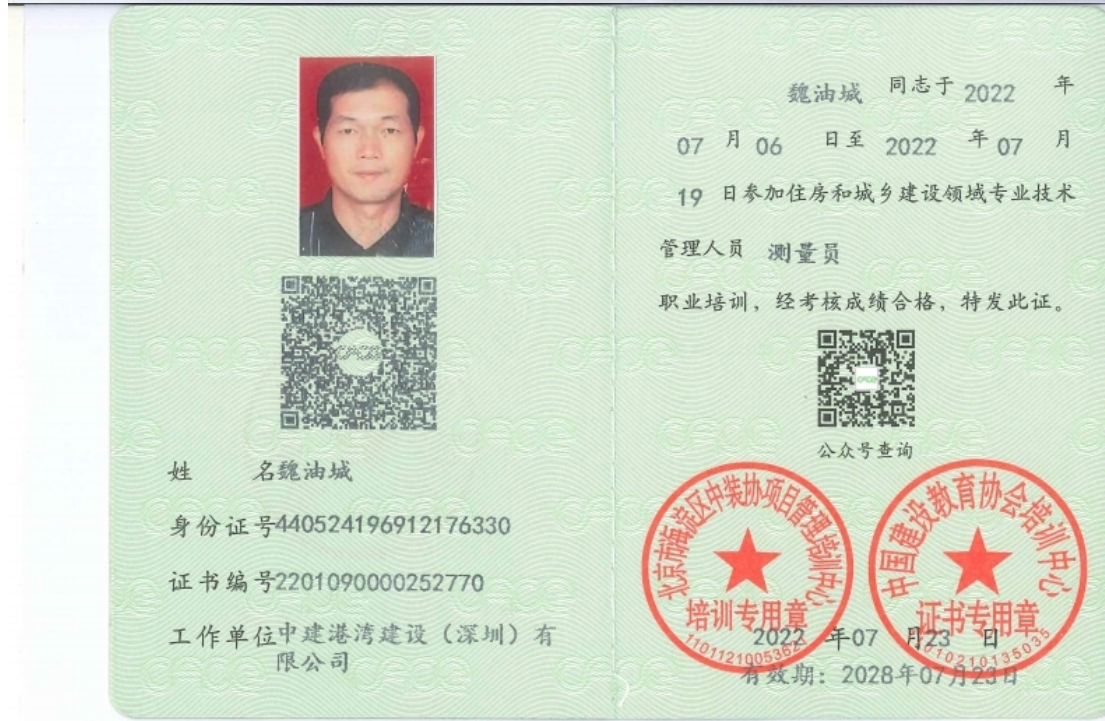 姓 名魏油城
身份证号440524196912176330
证书编号2201090000252770
工作单位中建港湾建设（深圳）有
限公司
魏油城 同志于 2022 年
07 月 06 日至 2022 年 07 月
19 日参加住房和城乡建设领域专业技术
管理人员 测量员
职业培训，经考核成绩合格，特发此证。
公众号查询
北京市海淀区中装协项目管理培训中心
培训专用章
中国建设教育协会培训中心
证书专用章
2022 年07 月23 日
有效期：2028年07月23日